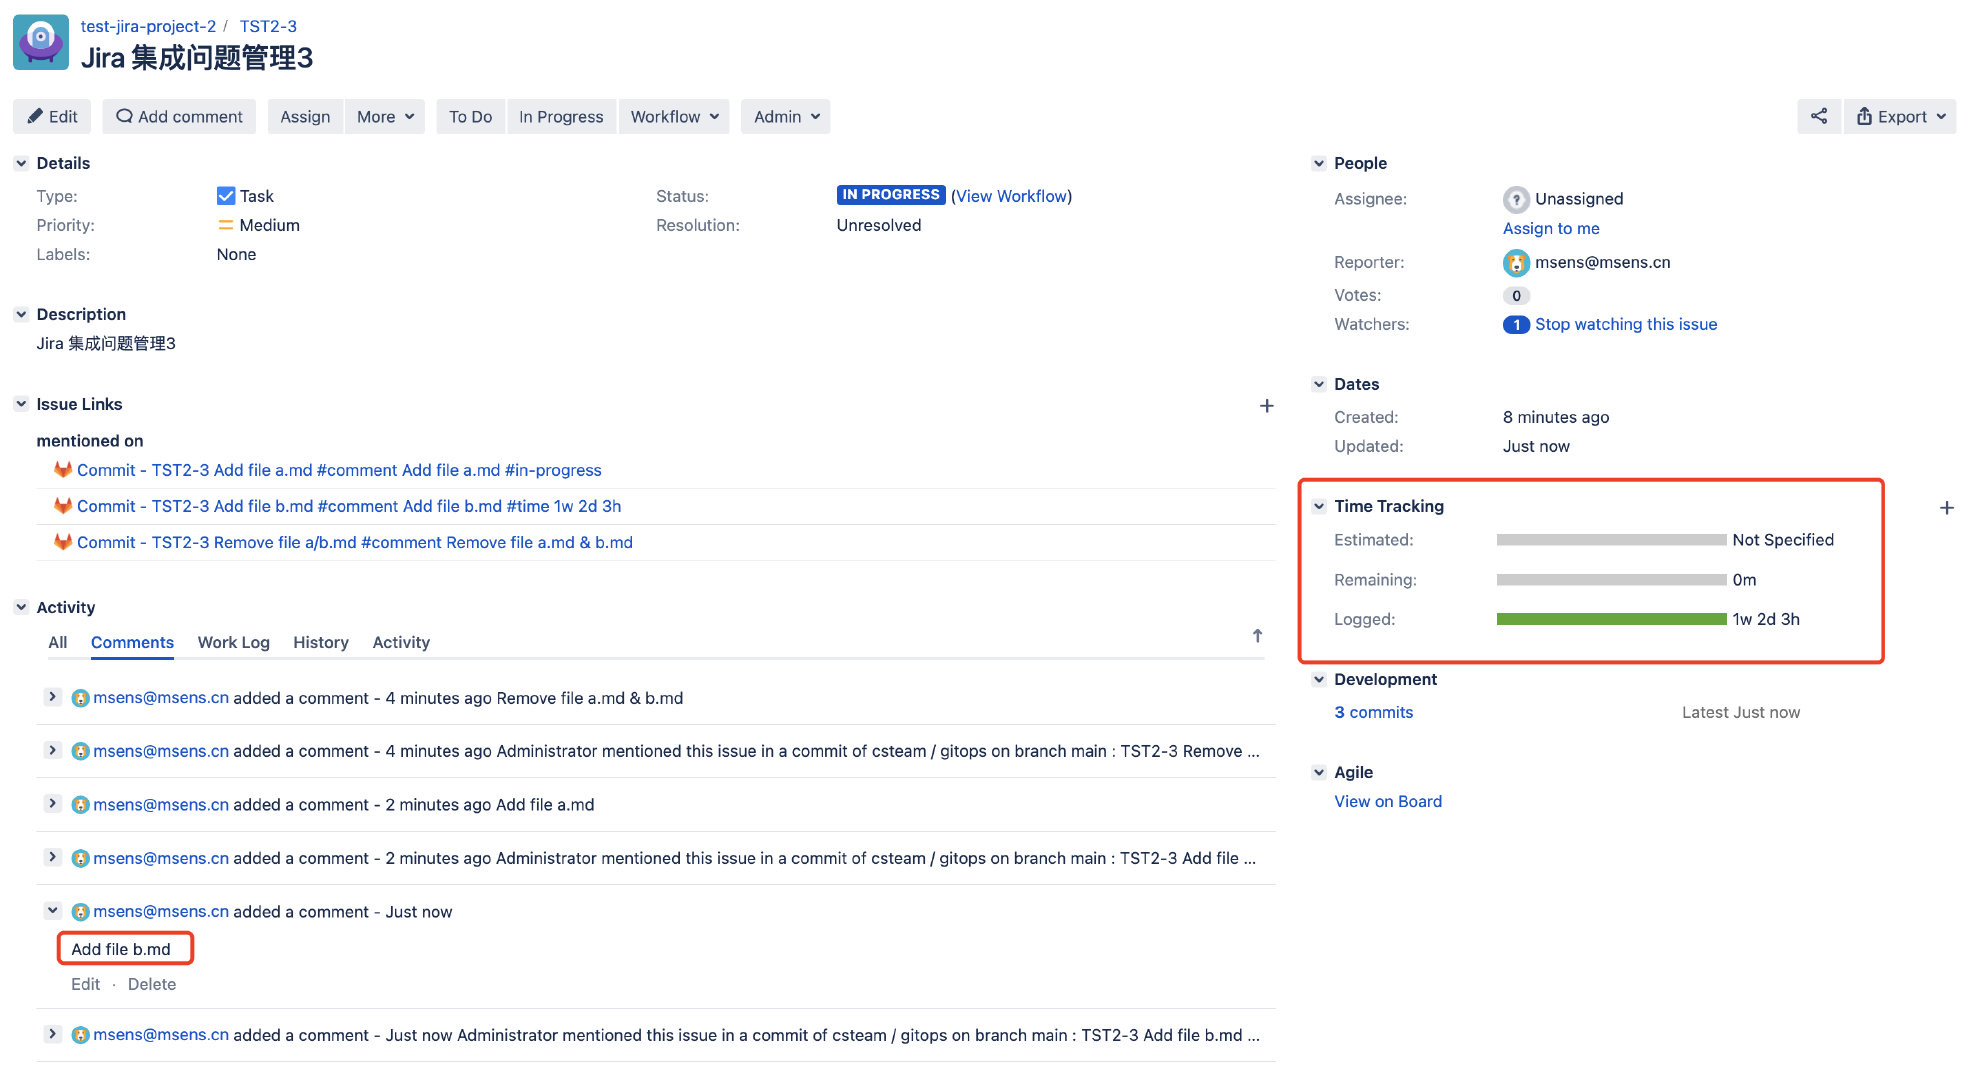 test-jira-project-2 / TST2-3
Jira 集成问题管理3
Edit Add comment Assign More To Do In Progress Workflow Admin Export
Details
Type: Task
Status: IN PROGRESS (View Workflow)
Priority: Medium
Resolution: Unresolved
Labels: None
Description
Jira 集成问题管理3
Issue Links
mentioned on
Commit - TST2-3 Add file a.md #comment Add file a.md #in-progress
Commit - TST2-3 Add file b.md #comment Add file b.md #time 1w 2d 3h
Commit - TST2-3 Remove file a/b.md #comment Remove file a.md & b.md
Activity
All Comments Work Log History Activity
msens@msens.cn added a comment - 4 minutes ago Remove file a.md & b.md
msens@msens.cn added a comment - 4 minutes ago Administrator mentioned this issue in a commit of csteam / gitops on branch main : TST2-3 Remove ...
msens@msens.cn added a comment - 2 minutes ago Add file a.md
msens@msens.cn added a comment - 2 minutes ago Administrator mentioned this issue in a commit of csteam / gitops on branch main : TST2-3 Add file ...
msens@msens.cn added a comment - Just now
Add file b.md
Edit · Delete
msens@msens.cn added a comment - Just now Administrator mentioned this issue in a commit of csteam / gitops on branch main : TST2-3 Add file b.md ...
People
Assignee: ? Unassigned
Assign to me
Reporter: msens@msens.cn
Votes: 0
Watchers: 1 Stop watching this issue
Dates
Created: 8 minutes ago
Updated: Just now
Time Tracking
Estimated: Not Specified
Remaining: 0m
Logged: 1w 2d 3h
Development
3 commits Latest Just now
Agile
View on Board